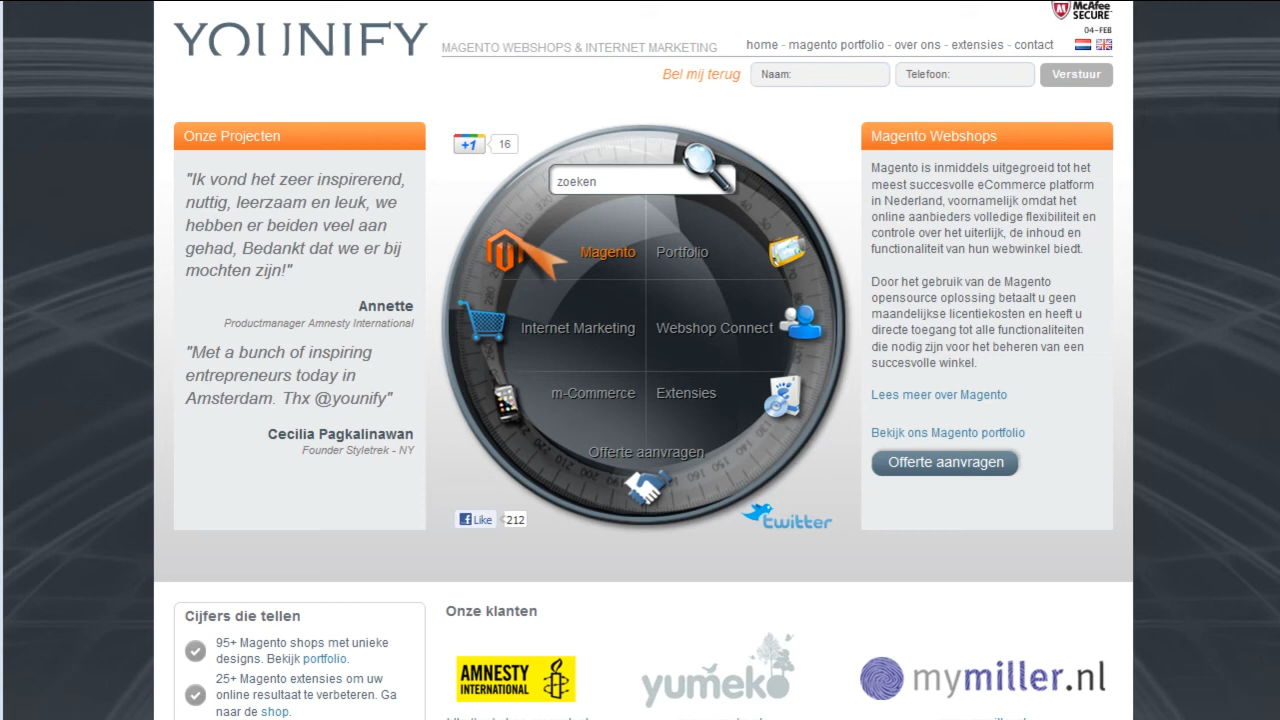 YOUNIFY
MAGENTO WEBSHOPS & INTERNET MARKETING
home - magento portfolio - over ons - extensies - contact
McAfee
SECURE
04-FEB
Bel mij terug
Naam:
Telefoon:
Verstuur
Onze Projecten
"Ik vond het zeer inspirerend,
nuttig, leerzaam en leuk, we
hebben er beiden veel aan
gehad, Bedankt dat we er bij
mochten zijn!"
Annette
Productmanager Amnesty International
"Met a bunch of inspiring
entrepreneurs today in
Amsterdam. Thx @younify"
Cecilia Pagkalinawan
Founder Styletrek - NY
+1
16
zoeken
Magento
Portfolio
Internet Marketing
Webshop Connect
m-Commerce
Extensies
Offerte aanvragen
Like
212
twitter
Magento Webshops
Magento is inmiddels uitgegroeid tot het
meest succesvolle eCommerce platform
in Nederland, voornamelijk omdat het
online aanbieders volledige flexibiliteit en
controle over het uiterlijk, de inhoud en
functionaliteit van hun webwinkel biedt.
Door het gebruik van de Magento
opensource oplossing betaalt u geen
maandelijkse licentiekosten en heeft u
directe toegang tot alle functionaliteiten
die nodig zijn voor het beheren van een
succesvolle winkel.
Lees meer over Magento
Bekijk ons Magento portfolio
Offerte aanvragen
Cijfers die tellen
95+ Magento shops met unieke
designs. Bekijk portfolio.
25+ Magento extensies om uw
online resultaat te verbeteren. Ga
naar de shop.
Onze klanten
AMNESTY
INTERNATIONAL
yumeko
mymiller.nl